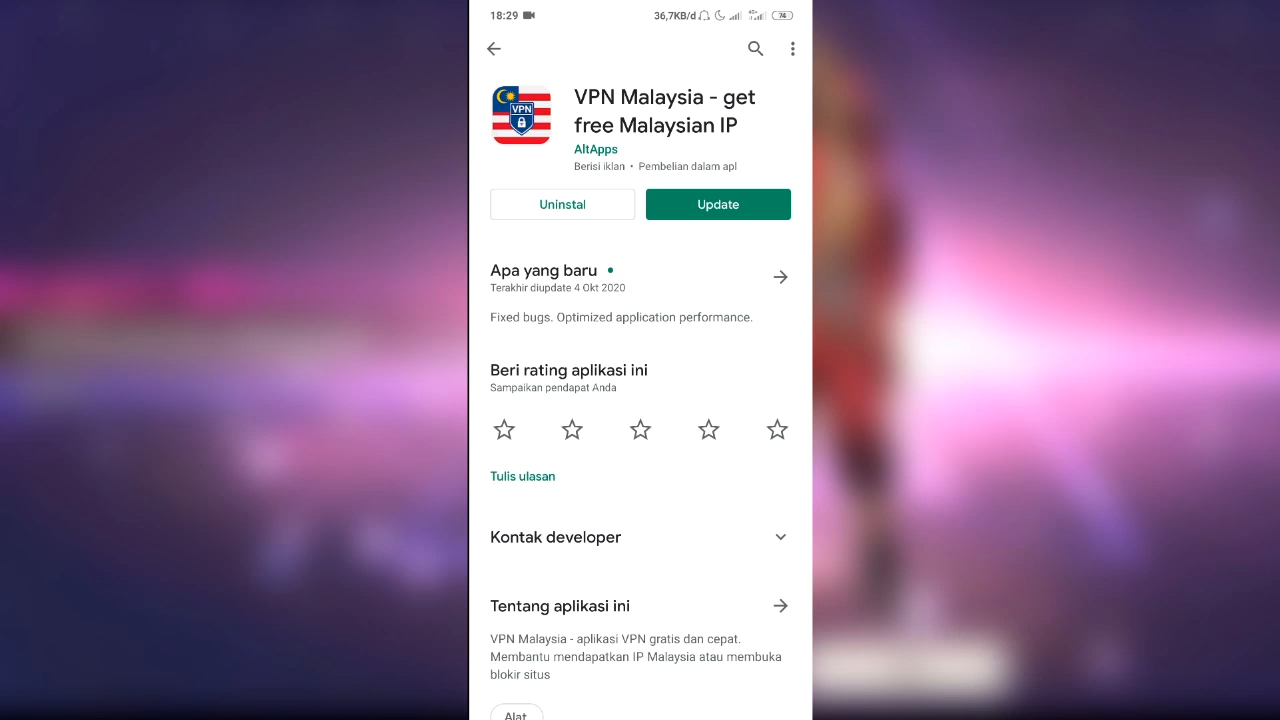 18:29 36,7KB/d 4G+ 74
VPN
VPN Malaysia - get
free Malaysian IP
AltApps
Berisi iklan • Pembelian dalam apl
Uninstal Update
Apa yang baru •
Terakhir diupdate 4 Okt 2020
Fixed bugs. Optimized application performance.
Beri rating aplikasi ini
Sampaikan pendapat Anda
Tulis ulasan
Kontak developer
Tentang aplikasi ini
VPN Malaysia - aplikasi VPN gratis dan cepat.
Membantu mendapatkan IP Malaysia atau membuka
blokir situs
Alat